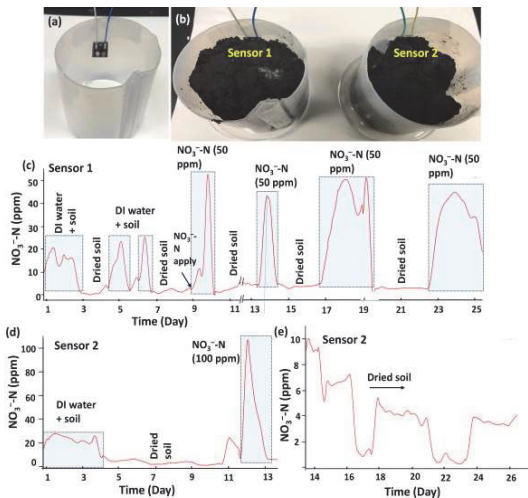 (a)
(b)
Sensor 1
Sensor 2
(c)
Sensor 1
NO₃⁻-N (50
ppm)
NO₃⁻-N
(50 ppm)
NO₃⁻-N (50
ppm)
NO₃⁻-N (50
ppm)
DI water
+ soil
Dried soil
DI water
+ soil
Dried soil
NO₃⁻-
N
apply
Dried soil
Dried soil
Dried soil
NO₃⁻-N (ppm)
50
40
30
20
10
0
1 3 5 7 9 11 13 15 17 19 21 23 25
Time (Day)
(d)
Sensor 2
NO₃⁻-N
(100 ppm)
DI water
+ soil
Dried
soil
NO₃⁻-N (ppm)
100
80
60
40
20
0
1 3 5 7 9 11 13
Time (Day)
(e)
Sensor 2
Dried soil
NO₃⁻-N (ppm)
10
8
6
4
2
0
14 16 18 20 22 24 26
Time (Day)